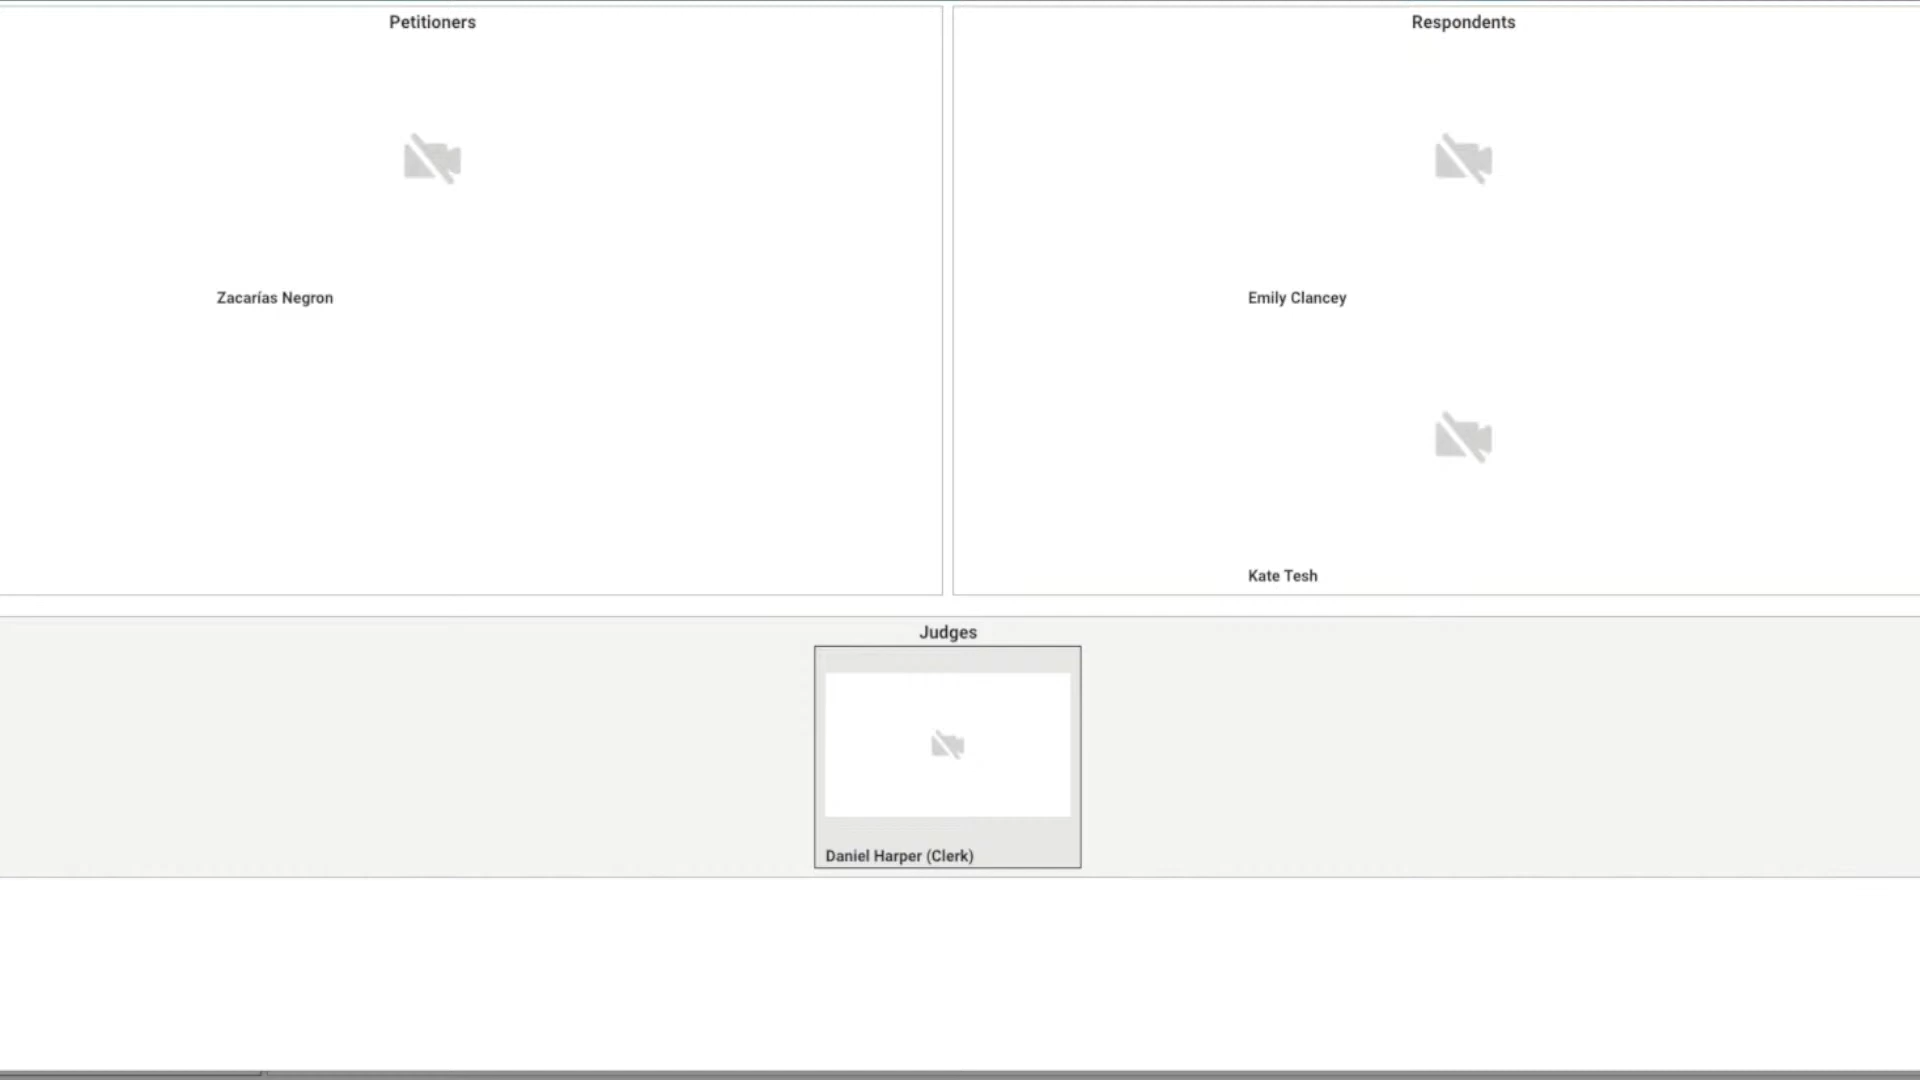 Petitioners
Zacarías Negron
Respondents
Emily Clancey
Kate Tesh
Judges
Daniel Harper (Clerk)